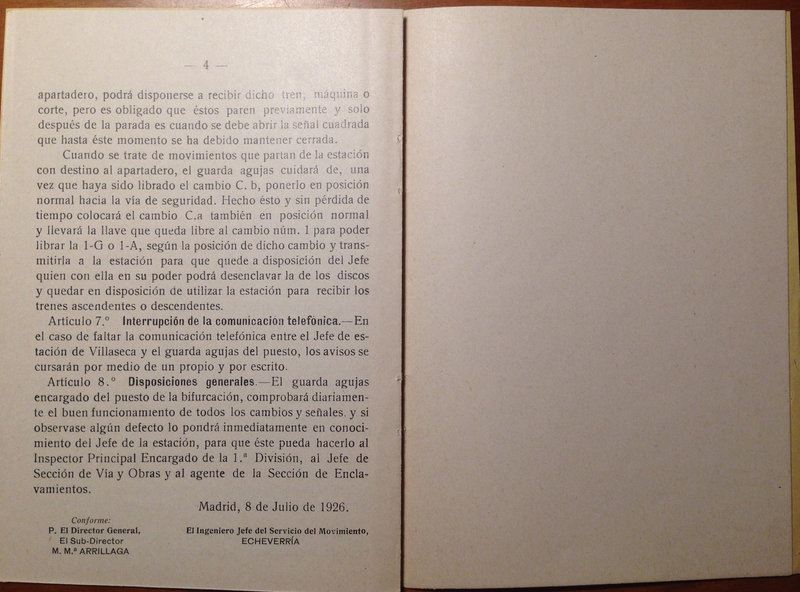 — 4 —
apartadero, podrá disponerse a recibir dicho tren, máquina o
corte, pero es obligado que éstos paren previamente y solo
después de la parada es cuando se debe abrir la señal cuadrada
que hasta éste momento se ha debido mantener cerrada.
Cuando se trate de movimientos que partan de la estación
con destino al apartadero, el guarda agujas cuidará de, una
vez que haya sido librado el cambio C. b, ponerlo en posición
normal hacia la vía de seguridad. Hecho ésto y sin pérdida de
tiempo colocará el cambio C.a también en posición normal
y llevará la llave que queda libre al cambio núm. 1 para poder
librar la 1-G o 1-A, según la posición de dicho cambio y trans-
mitirla a la estación para que quede a disposición del Jefe
quien con ella en su poder podrá desenclavar la de los discos
y quedar en disposición de utilizar la estación para recibir los
trenes ascendentes o descendentes.
Artículo 7.º Interrupción de la comunicacion telefónica.—En
el caso de faltar la comunicación telefónica entre el Jefe de es-
tación de Villaseca y el guarda agujas del puesto, los avisos se
cursarán por medio de un propio y por escrito.
Artículo 8.º Disposiciones generales.—El guarda agujas
encargado del puesto de la bifurcación, comprobará diariamen-
te el buen funcionamiento de todos los cambios y señales, y si
observase algún defecto lo pondrá inmediatamente en conoci-
miento del Jefe de la estación, para que éste pueda hacerlo al
Inspector Principal Encargado de la 1.ª División, al Jefe de
Sección de Vía y Obras y al agente de la Sección de Encla-
vamientos.
Madrid, 8 de Julio de 1926.
Conforme:
P. El Director General,
El Sub-Director
M. M.ª ARRILLAGA
El Ingeniero Jefe del Servicio del Movimiento,
ECHEVERRÍA